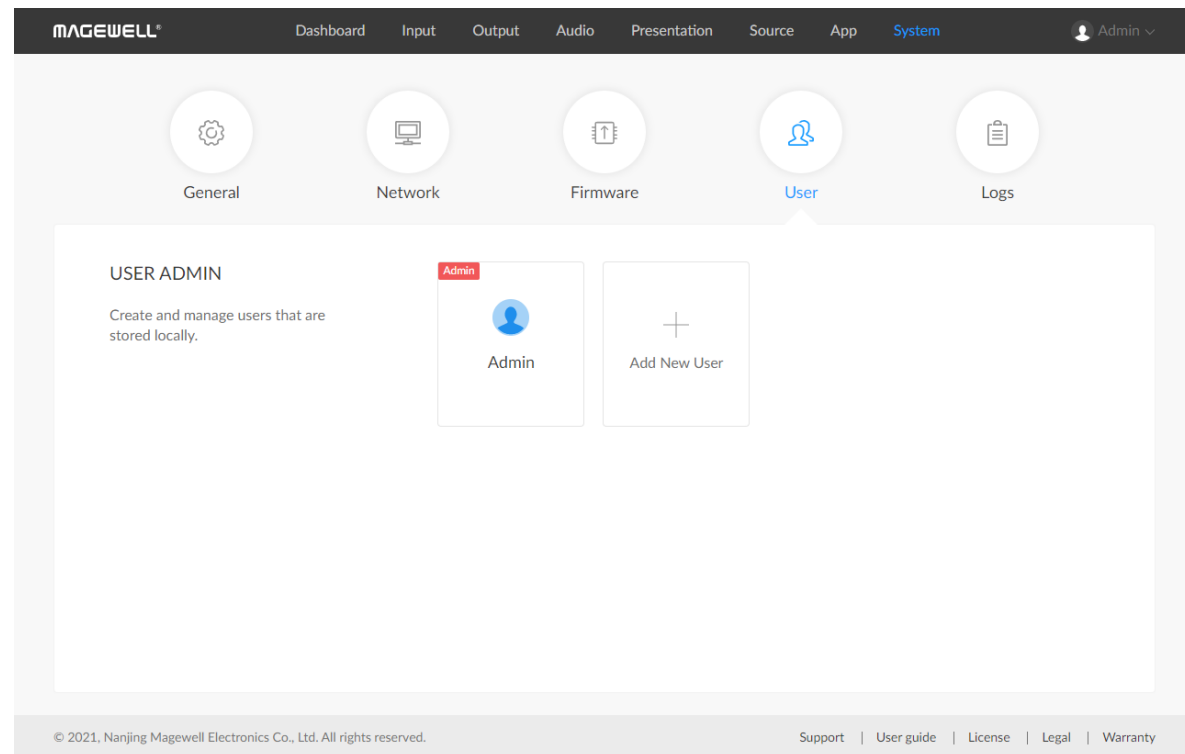 MAGEWELL® Dashboard Input Output Audio Presentation Source App System Admin
General Network Firmware User Logs
USER ADMIN
Create and manage users that are
stored locally.
Admin
Admin
Add New User
© 2021, Nanjing Magewell Electronics Co., Ltd. All rights reserved. Support | User guide | License | Legal | Warranty